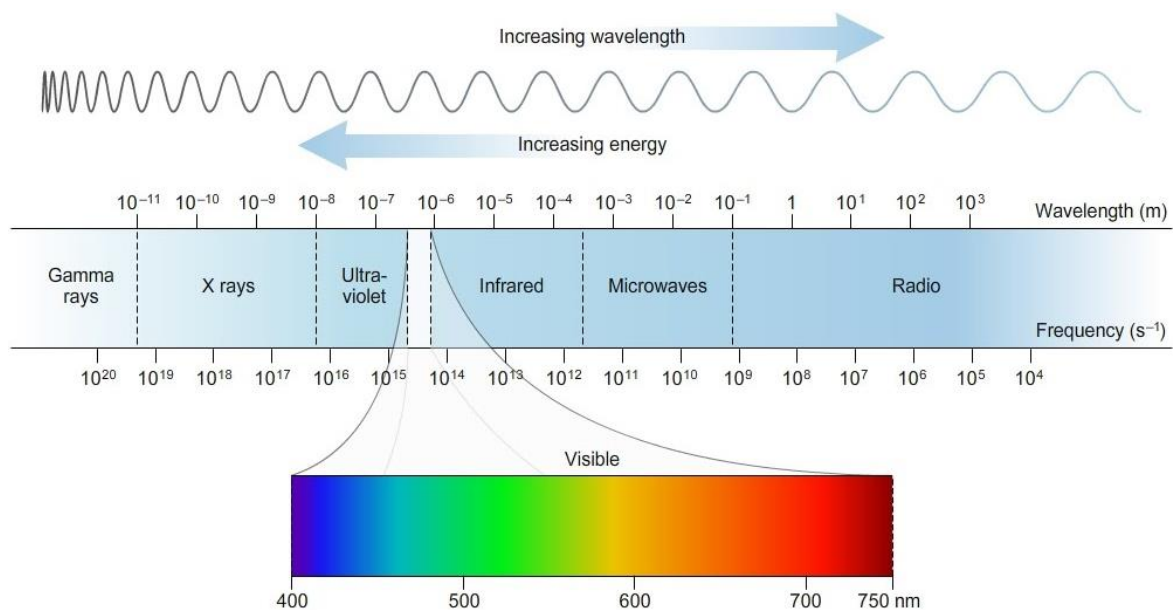 Increasing wavelength
Increasing energy
10⁻¹¹ 10⁻¹⁰ 10⁻⁹ 10⁻⁸ 10⁻⁷ 10⁻⁶ 10⁻⁵ 10⁻⁴ 10⁻³ 10⁻² 10⁻¹ 1 10¹ 10² 10³
Wavelength (m)
Gamma
rays
X rays
Ultra-
violet
Infrared
Microwaves
Radio
Frequency (s⁻¹)
10²⁰ 10¹⁹ 10¹⁸ 10¹⁷ 10¹⁶ 10¹⁵ 10¹⁴ 10¹³ 10¹² 10¹¹ 10¹⁰ 10⁹ 10⁸ 10⁷ 10⁶ 10⁵ 10⁴
Visible
400 500 600 700 750 nm